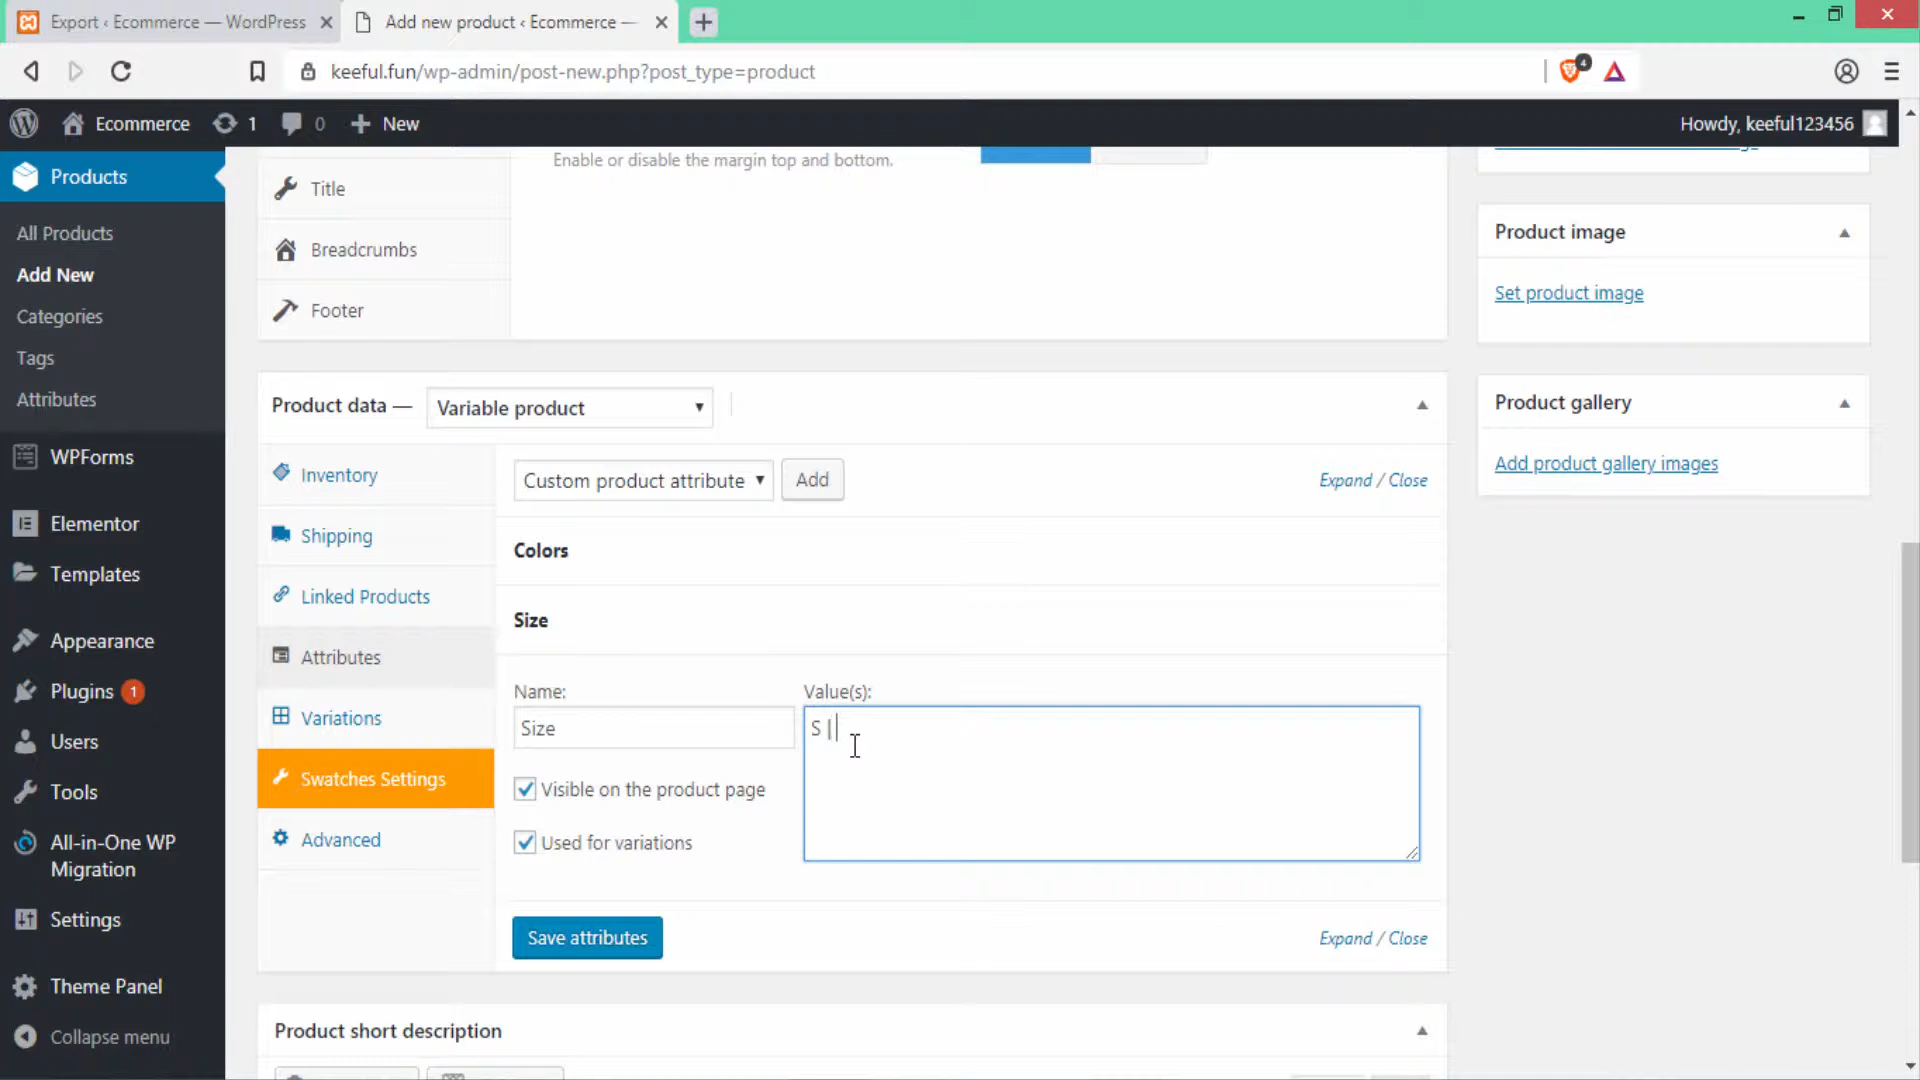 Export ‹ Ecommerce — WordPress
Add new product ‹ Ecommerce —
keeful.fun/wp-admin/post-new.php?post_type=product
4
Ecommerce
1
0
New
Howdy, keeful123456
Products
All Products
Add New
Categories
Tags
Attributes
WPForms
Elementor
Templates
Appearance
Plugins 1
Users
Tools
All-in-One WP
Migration
Settings
Theme Panel
Collapse menu
Enable or disable the margin top and bottom.
Title
Breadcrumbs
Footer
Product data —
Variable product
Inventory
Shipping
Linked Products
Attributes
Variations
Swatches Settings
Advanced
Custom product attribute
Add
Expand / Close
Colors
Size
Name:
Value(s):
Size
S |
Visible on the product page
Used for variations
Save attributes
Expand / Close
Product short description
Product image
Set product image
Product gallery
Add product gallery images